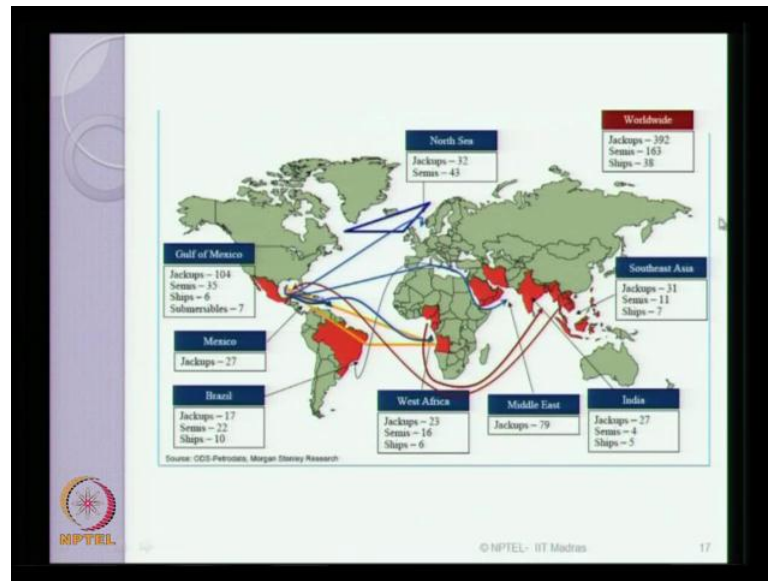 North Sea
Jackups – 32
Semis – 43
Worldwide
Jackups – 392
Semis – 163
Ships – 38
Gulf of Mexico
Jackups – 104
Semis – 35
Ships – 6
Submersibles – 7
Southeast Asia
Jackups – 31
Semis – 11
Ships – 7
Mexico
Jackups – 27
Brazil
Jackups – 17
Semis – 22
Ships – 10
West Africa
Jackups – 23
Semis – 16
Ships – 6
Middle East
Jackups – 79
India
Jackups – 27
Semis – 4
Ships – 5
Source: ODS-Petrodata, Morgan Stanley Research
NPTEL
© NPTEL- IIT Madras
17